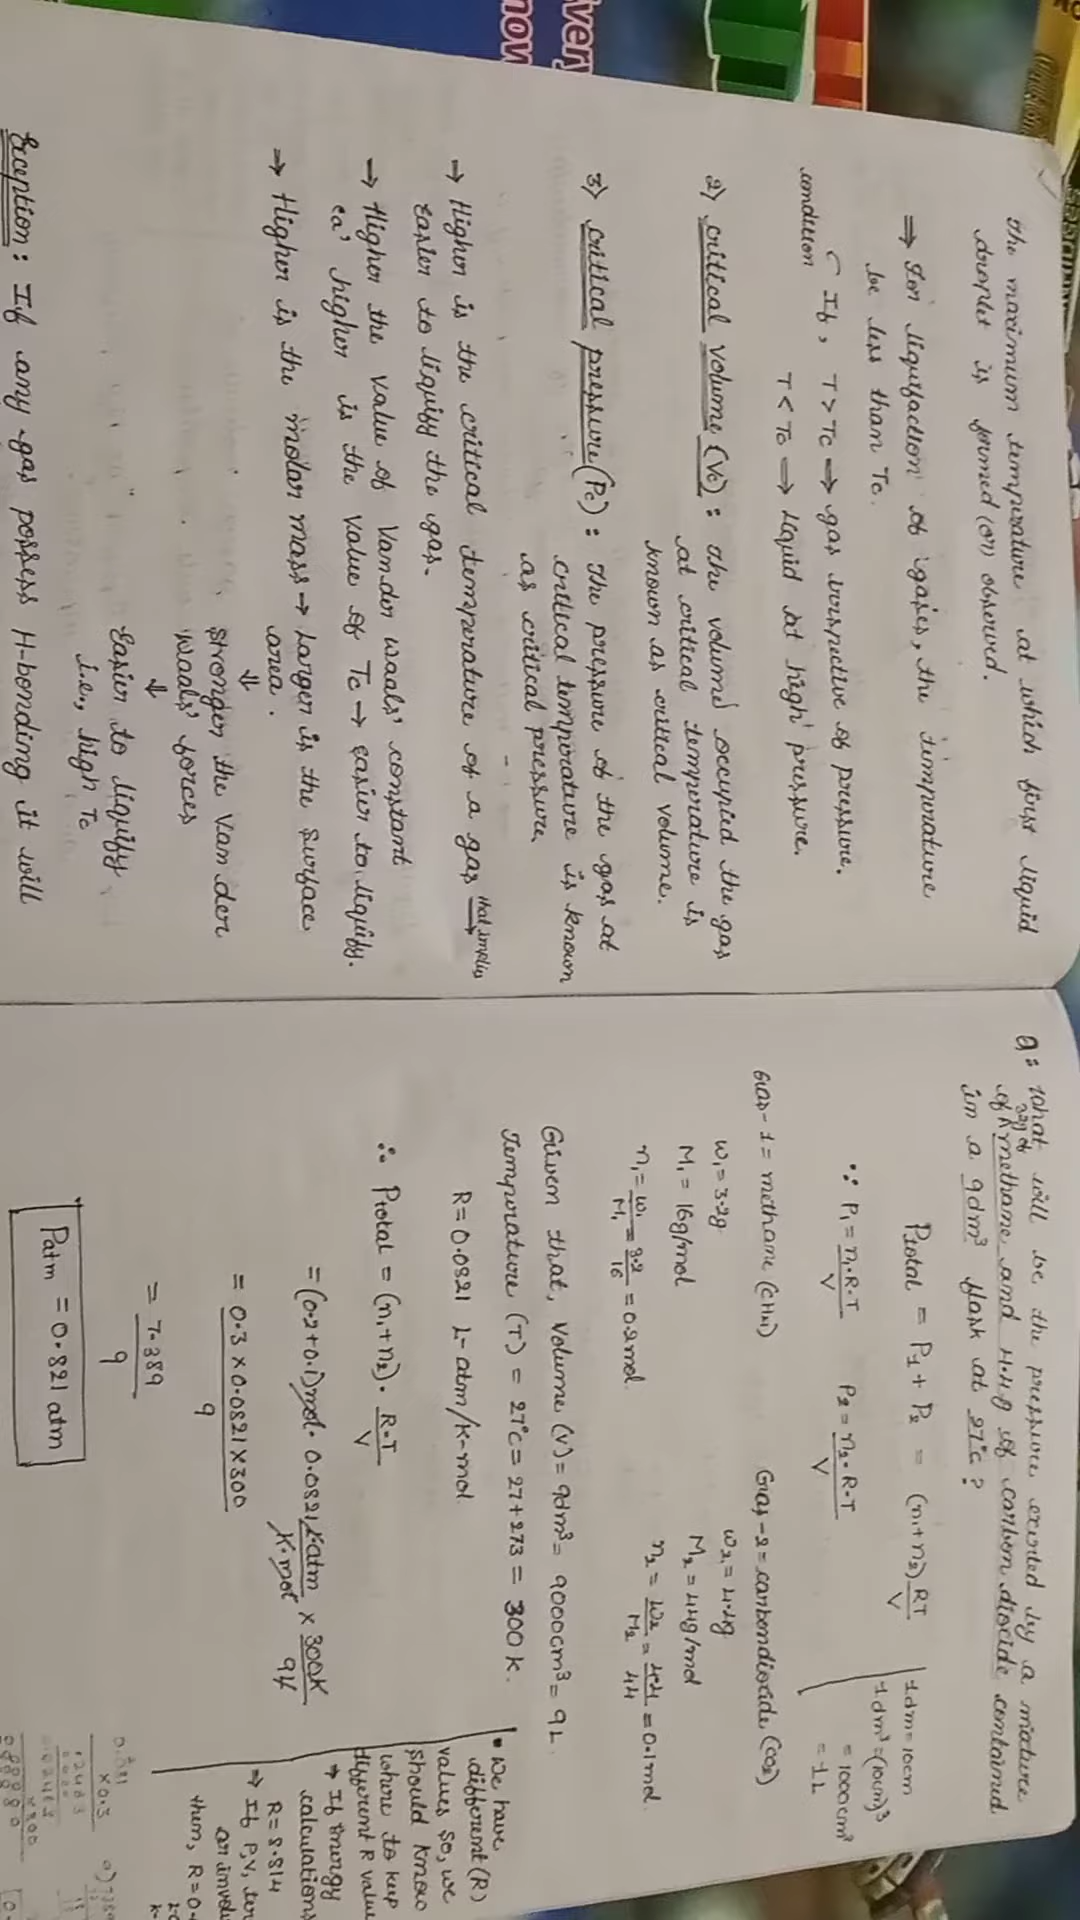 The maximum temperature at which first liquid
droplet is formed (or) observed.
⇒ For liquifaction of gases, the temperature
be less than Tc.
If, T > Tc ⇒ gas irrespective of pressure.
condition
T < Tc ⇒ Liquid at high pressure.
2) critical volume (Vc) : The volume occupied the gas
at critical temperature is
known as critical volume.
3) critical pressure (Pc) : The pressure of the gas at
critical temperature is known
as critical pressure.
→ Higher is the critical temperature of a gas that implies →
easier to liquify the gas.
→ Higher the value of Vander waals' constant
'a' higher is the value of Tc → easier to liquify.
→ Higher is the molar mass → Larger is the surface
area.
⇓
stronger the Van der
waals' forces
⇓
Easier to liquify
i.e., high Tc
Exception : If any gas possess H-bonding it will
Q: What will be the pressure exerted by a mixture
of 3.2g of methane and 4.4g of carbon dioxide contained
in a 9dm³ flask at 27°C ?
Ptotal = P1 + P2 = (n1+n2) RT/V
1dm = 10cm
1dm³ = (10cm)³
= 1000cm³
= 1L
∵ P1 = n1.R.T/V P2 = n2.R.T/V
Gas-1 = methane (CH4) Gas-2 = carbondioxide (CO2)
W1 = 3.2g W2 = 4.4g
M1 = 16g/mol M2 = 44g/mol
n1 = W1/M1 = 3.2/16 = 0.2mol. n2 = W2/M2 = 4.4/44 = 0.1mol.
Given that, Volume (V) = 9dm³ = 9000cm³ = 9L.
Temperature (T) = 27°C = 27+273 = 300K.
R = 0.0821 L-atm/K-mol.
∴ Ptotal = (n1+n2). R.T/V
= (0.2+0.1)mol. 0.0821 L.atm/K.mol × 300K/9L
= 0.3 × 0.0821 × 300/9
= 7.389/9
Patm = 0.821 atm
• We have
different (R)
values so, we
should know
where to keep
different R value
→ If Energy
calculations
R = 8.314
→ If P,V,
are
then, R = 0.
every
now